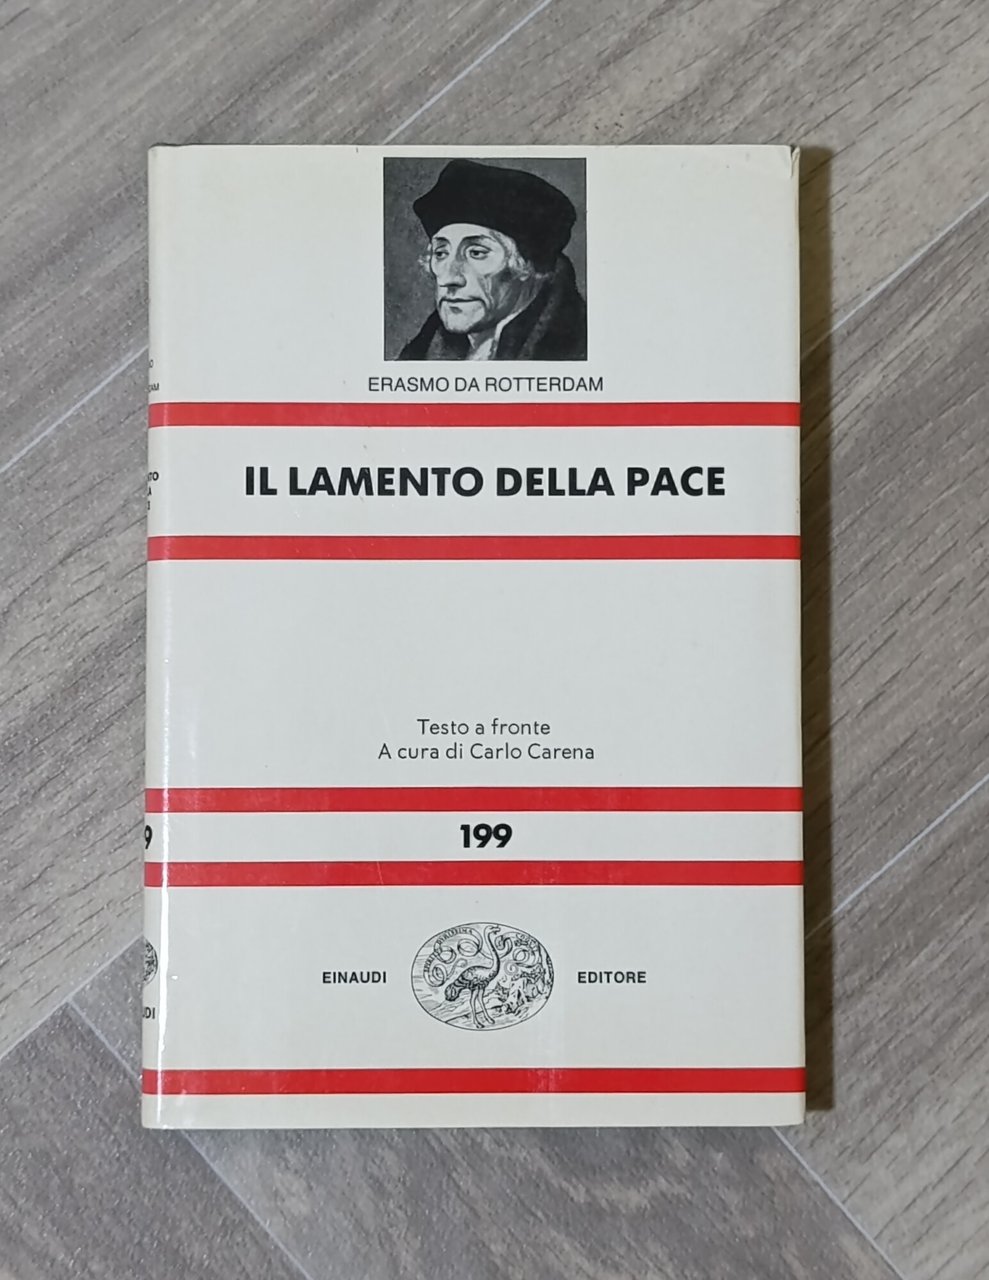 ERASMO DA ROTTERDAM
IL LAMENTO DELLA PACE
Testo a fronte
A cura di Carlo Carena
199
EINAUDI
EDITORE